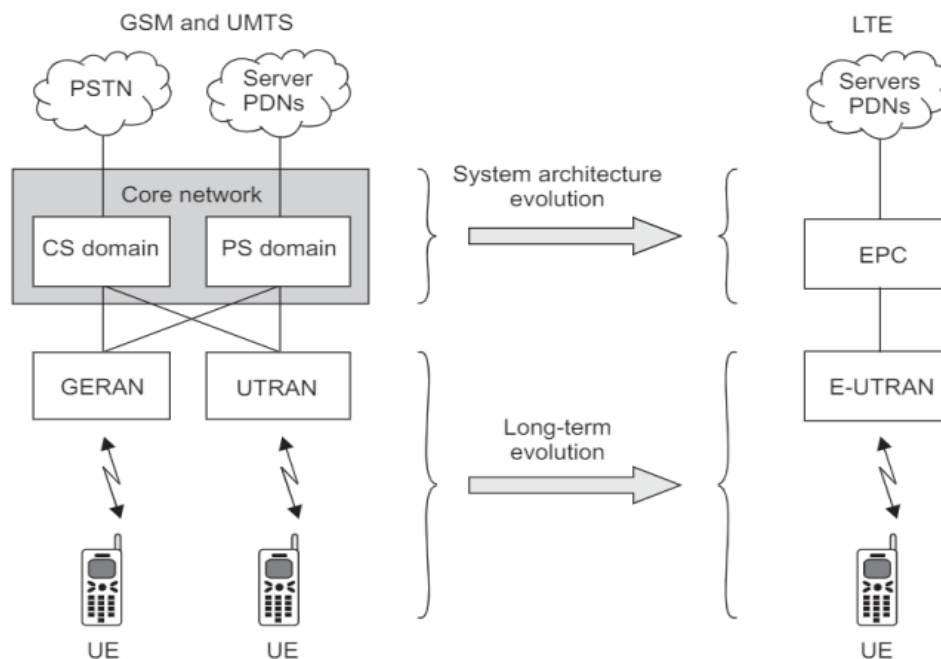 GSM and UMTS
LTE
PSTN
Server
PDNs
Servers
PDNs
Core network
System architecture
evolution
CS domain
PS domain
EPC
GERAN
UTRAN
E-UTRAN
Long-term
evolution
UE
UE
UE